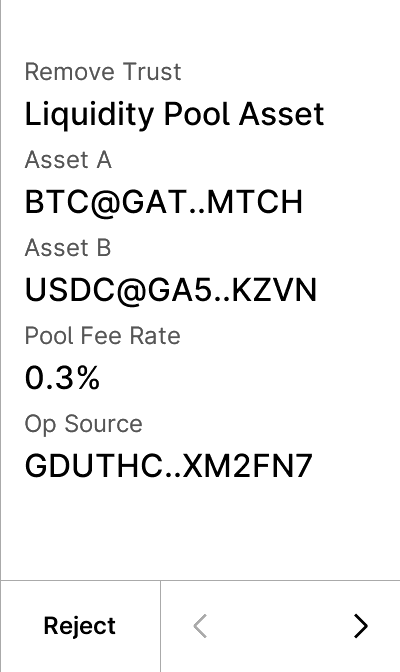 Remove Trust
Liquidity Pool Asset
Asset A
BTC@GAT..MTCH
Asset B
USDC@GA5..KZVN
Pool Fee Rate
0.3%
Op Source
GDUTHC..XM2FN7
Reject